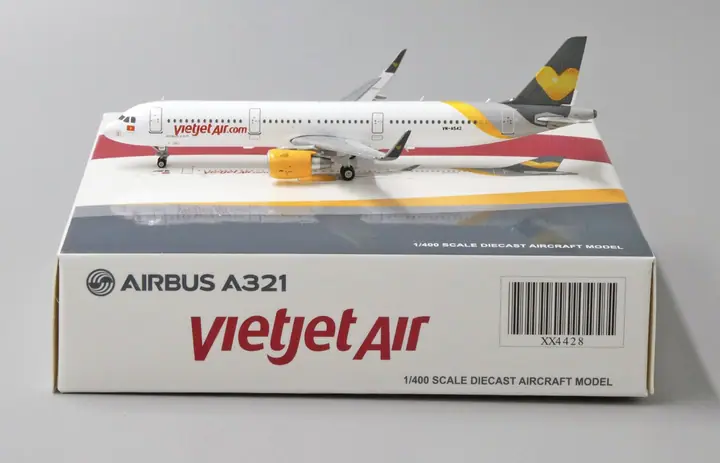 vietjetAir.com
VN-A542
1/400 SCALE DIECAST AIRCRAFT MODEL
AIRBUS A321
vietjetAir
XX4428
1/400 SCALE DIECAST AIRCRAFT MODEL